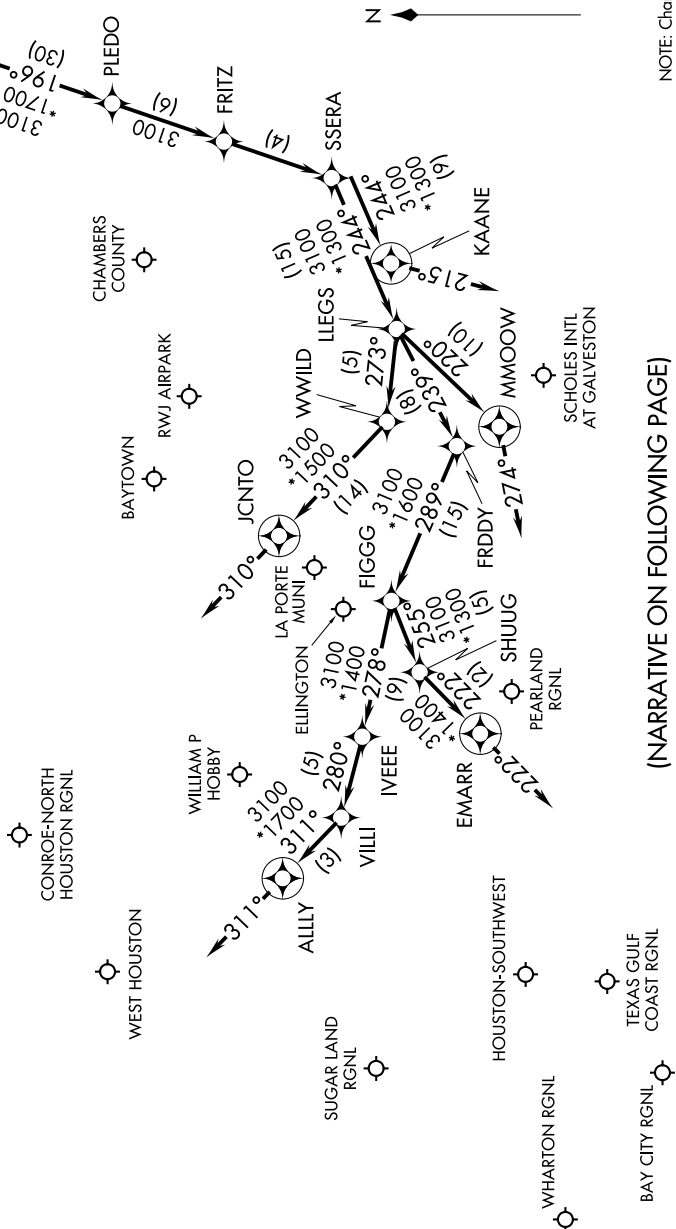 (30)
196°
*1700
3100
PLEDO
(6)
3100
FRITZ
(4)
SSERA
N
NOTE: Cha
CHAMBERS
COUNTY
(15)
3100
*1300
244°
244°
3100
*1300
(9)
KAANE
215°
LLEGS
RWJ AIRPARK
BAYTOWN
WWILD
(5)
273°
(8)
239°
220°
(10)
MMOOW
274°
SCHOLES INTL
AT GALVESTON
JCNTO
3100
*1500
310°
(14)
310°
FRDDY
3100
*1600
289°
(15)
FIGGG
LA PORTE
MUNI
ELLINGTON
255°
3100
*1300
(5)
SHUUG
3100
*1400
278°
(9)
222°
(2)
3100
*1400
PEARLAND
RGNL
EMARR
222°
IVEEE
(5)
280°
WILLIAM P
HOBBY
VILLI
3100
*1700
311°
(3)
ALLLY
311°
CONROE-NORTH
HOUSTON RGNL
WEST HOUSTON
HOUSTON-SOUTHWEST
TEXAS GULF
COAST RGNL
SUGAR LAND
RGNL
WHARTON RGNL
BAY CITY RGNL
(NARRATIVE ON FOLLOWING PAGE)